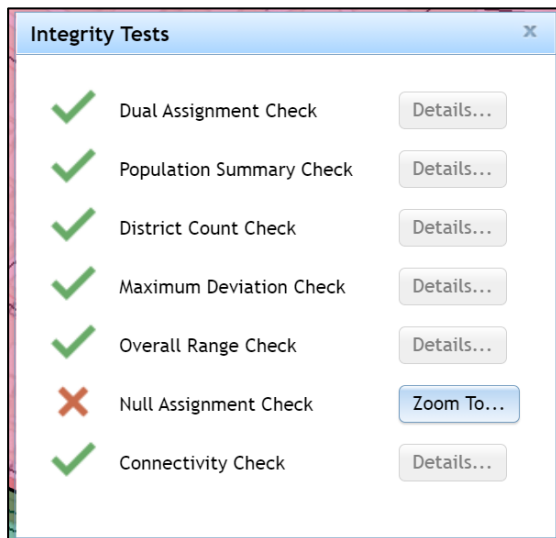 Integrity Tests x
Dual Assignment Check Details...
Population Summary Check Details...
District Count Check Details...
Maximum Deviation Check Details...
Overall Range Check Details...
Null Assignment Check Zoom To...
Connectivity Check Details...